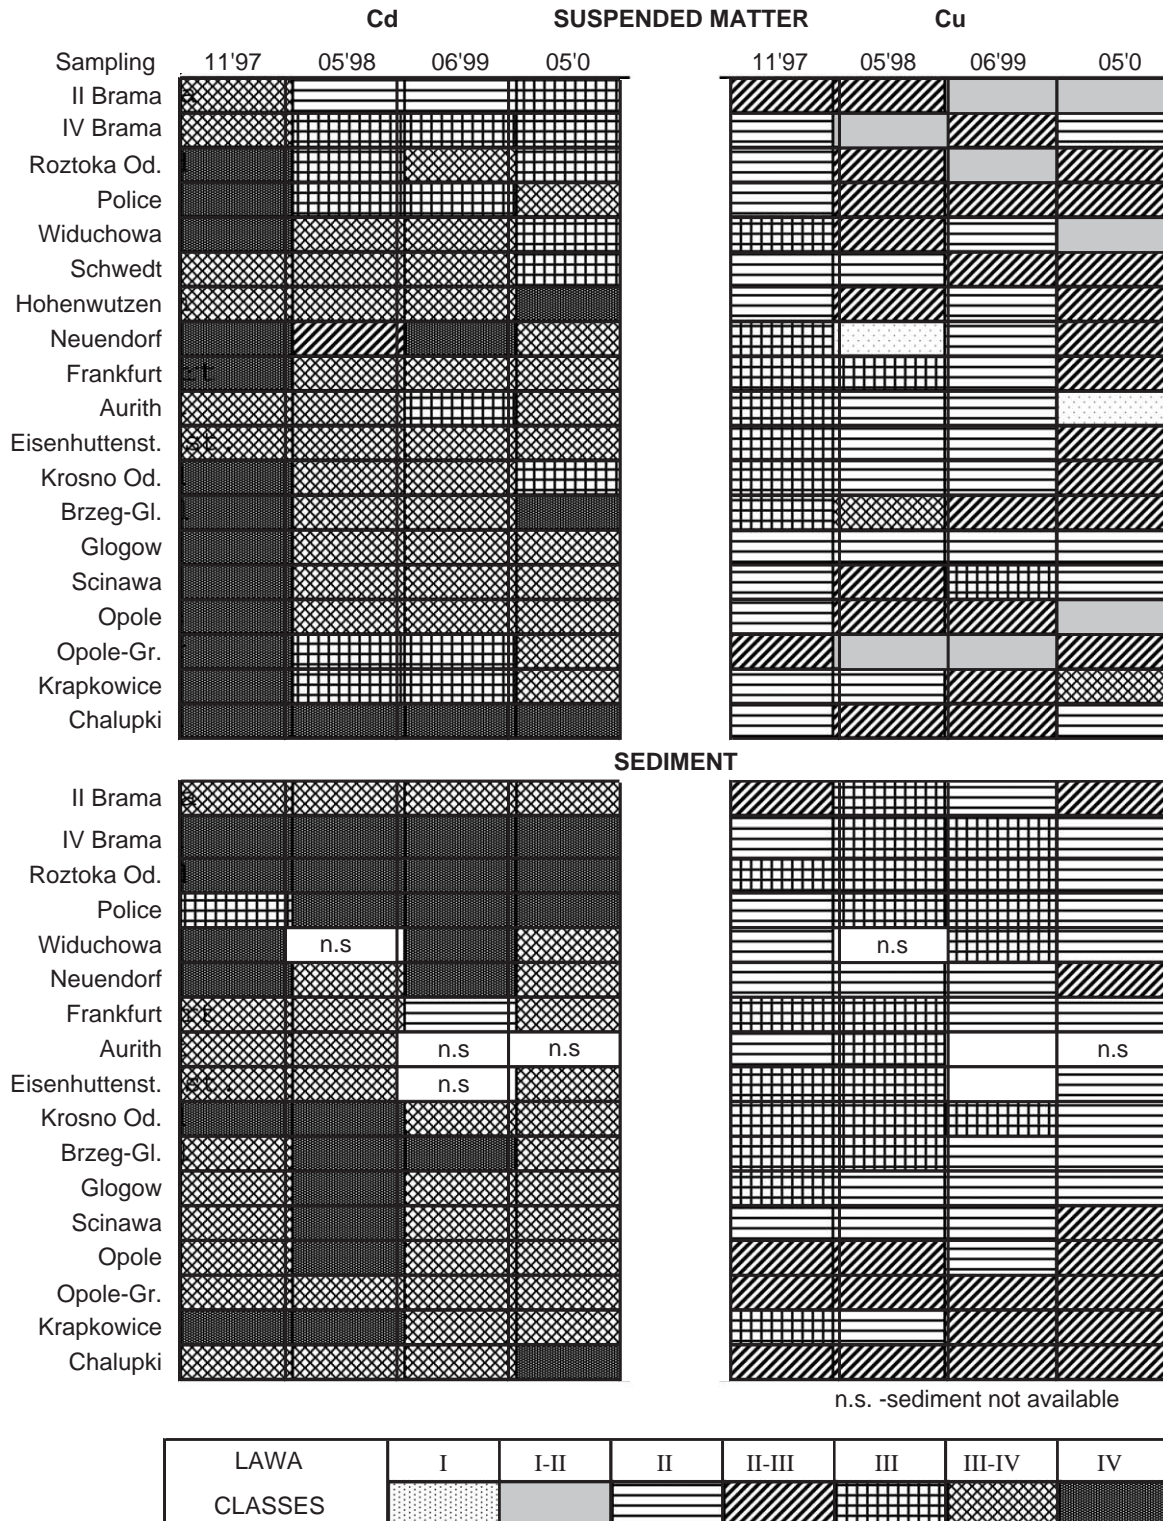 Cd SUSPENDED MATTER Cu
Sampling 11'97 05'98 06'99 05'0 11'97 05'98 06'99 05'0
II Brama
IV Brama
Roztoka Od.
Police
Widuchowa
Schwedt
Hohenwutzen
Neuendorf
Frankfurt
Aurith
Eisenhuttenst.
Krosno Od.
Brzeg-Gl.
Glogow
Scinawa
Opole
Opole-Gr.
Krapkowice
Chalupki
SEDIMENT
II Brama
IV Brama
Roztoka Od.
Police
Widuchowa n.s n.s
Neuendorf
Frankfurt
Aurith n.s n.s n.s
Eisenhuttenst. n.s
Krosno Od.
Brzeg-Gl.
Glogow
Scinawa
Opole
Opole-Gr.
Krapkowice
Chalupki
n.s. -sediment not available
LAWA I I-II II II-III III III-IV IV
CLASSES